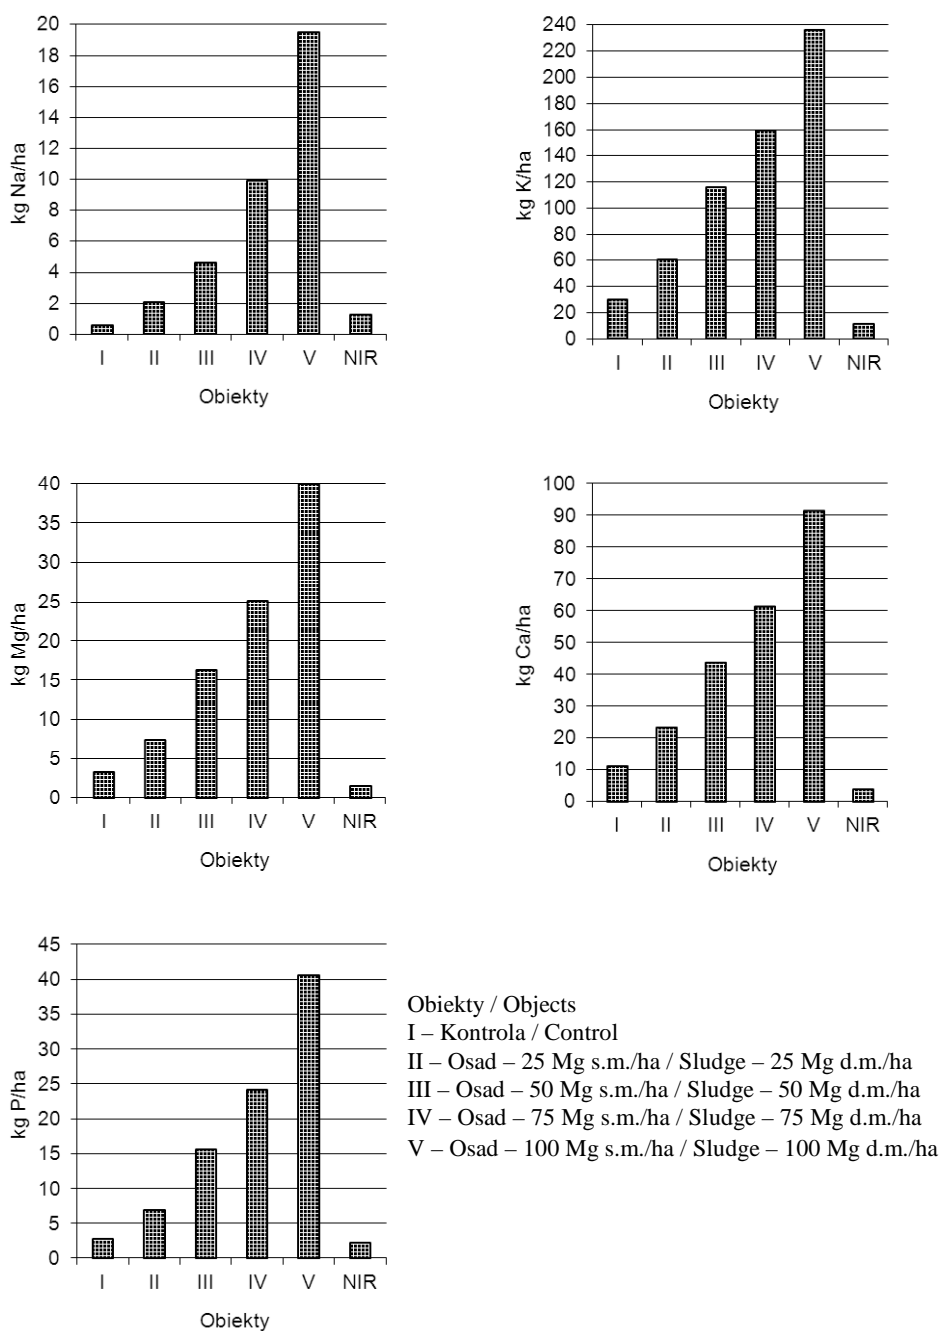 20
18
16
14
12
10
8
6
4
2
0
kg Na/ha
I II III IV V NIR
Obiekty
240
220
200
180
160
140
120
100
80
60
40
20
0
kg K/ha
I II III IV V NIR
Obiekty
40
35
30
25
20
15
10
5
0
kg Mg/ha
I II III IV V NIR
Obiekty
100
90
80
70
60
50
40
30
20
10
0
kg Ca/ha
I II III IV V NIR
Obiekty
45
40
35
30
25
20
15
10
5
0
kg P/ha
I II III IV V NIR
Obiekty
Obiekty / Objects
I – Kontrola / Control
II – Osad – 25 Mg s.m./ha / Sludge – 25 Mg d.m./ha
III – Osad – 50 Mg s.m./ha / Sludge – 50 Mg d.m./ha
IV – Osad – 75 Mg s.m./ha / Sludge – 75 Mg d.m./ha
V – Osad – 100 Mg s.m./ha / Sludge – 100 Mg d.m./ha